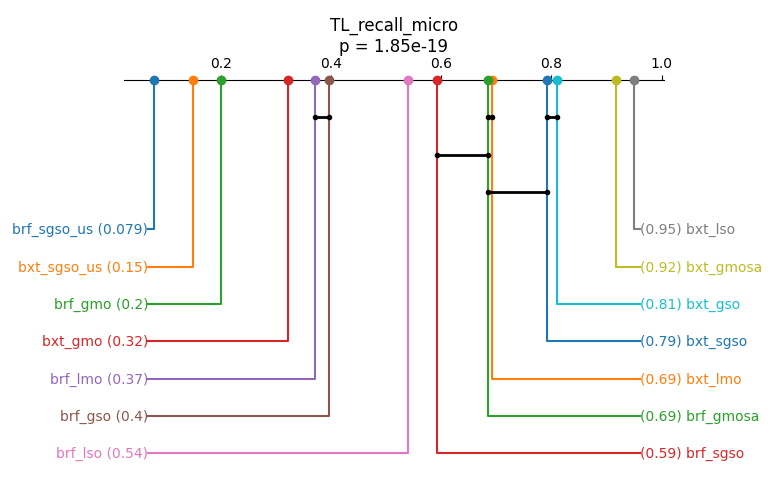 TL_recall_micro
p = 1.85e-19
0.2 0.4 0.6 0.8 1.0
brf_sgso_us (0.079) (0.95) bxt_lso
bxt_sgso_us (0.15) (0.92) bxt_gmosa
brf_gmo (0.2) (0.81) bxt_gso
bxt_gmo (0.32) (0.79) bxt_sgso
brf_lmo (0.37) (0.69) bxt_lmo
brf_gso (0.4) (0.69) brf_gmosa
brf_lso (0.54) (0.59) brf_sgso